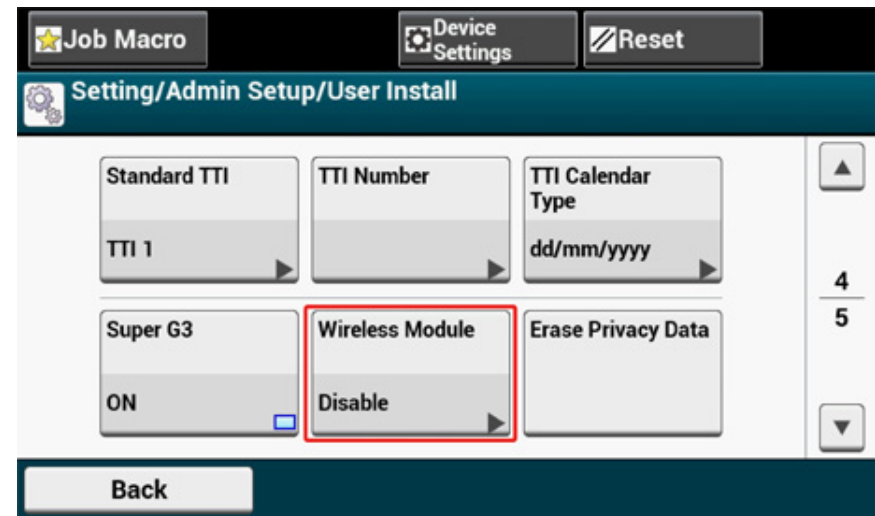 Job Macro
Device
Settings
Reset
Setting/Admin Setup/User Install
Standard TTI
TTI 1
TTI Number
TTI Calendar
Type
dd/mm/yyyy
4
5
Super G3
ON
Wireless Module
Disable
Erase Privacy Data
Back